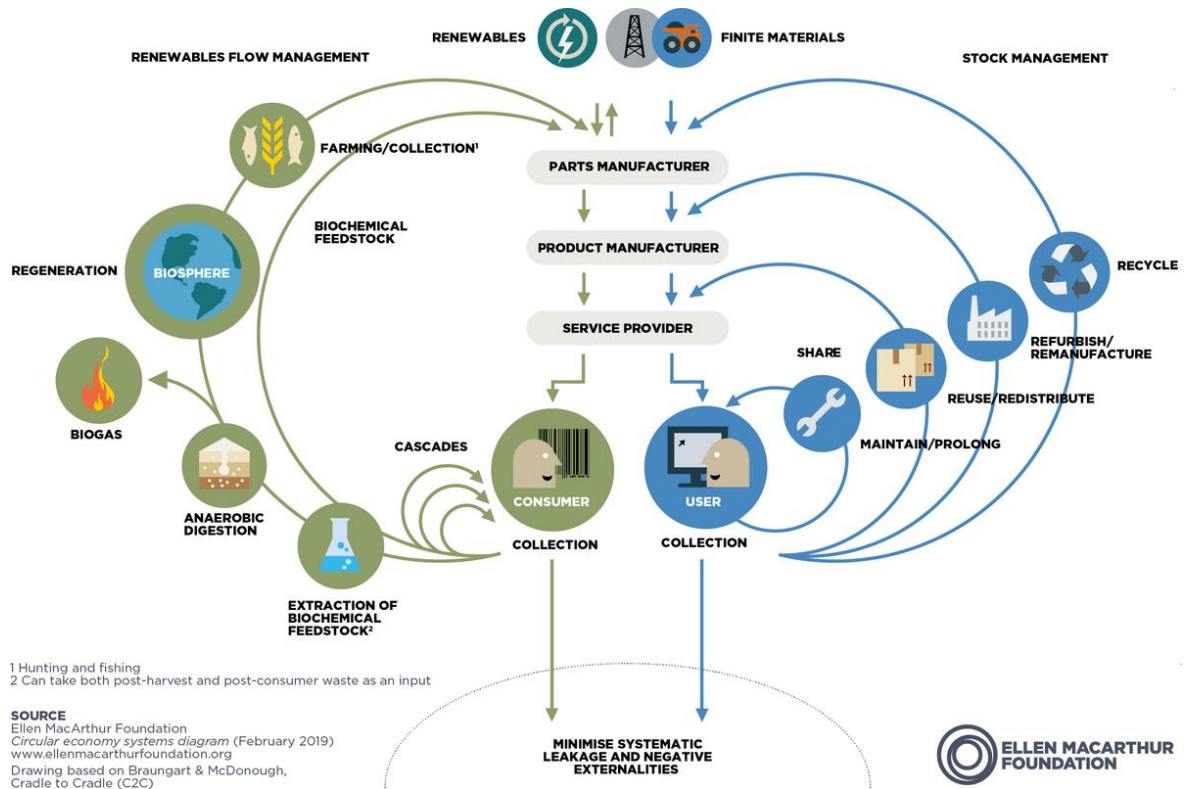 RENEWABLES
FINITE MATERIALS
RENEWABLES FLOW MANAGEMENT
STOCK MANAGEMENT
FARMING/COLLECTION¹
PARTS MANUFACTURER
BIOCHEMICAL
FEEDSTOCK
PRODUCT MANUFACTURER
REGENERATION
BIOSPHERE
RECYCLE
SERVICE PROVIDER
SHARE
REFURBISH/
REMANUFACTURE
REUSE/REDISTRIBUTE
BIOGAS
CASCADES
MAINTAIN/PROLONG
CONSUMER
USER
ANAEROBIC
DIGESTION
COLLECTION
COLLECTION
EXTRACTION OF
BIOCHEMICAL
FEEDSTOCK²
1 Hunting and fishing
2 Can take both post-harvest and post-consumer waste as an input
SOURCE
Ellen MacArthur Foundation
Circular economy systems diagram (February 2019)
www.ellenmacarthurfoundation.org
Drawing based on Braungart & McDonough,
Cradle to Cradle (C2C)
MINIMISE SYSTEMATIC
LEAKAGE AND NEGATIVE
EXTERNALITIES
ELLEN MACARTHUR
FOUNDATION